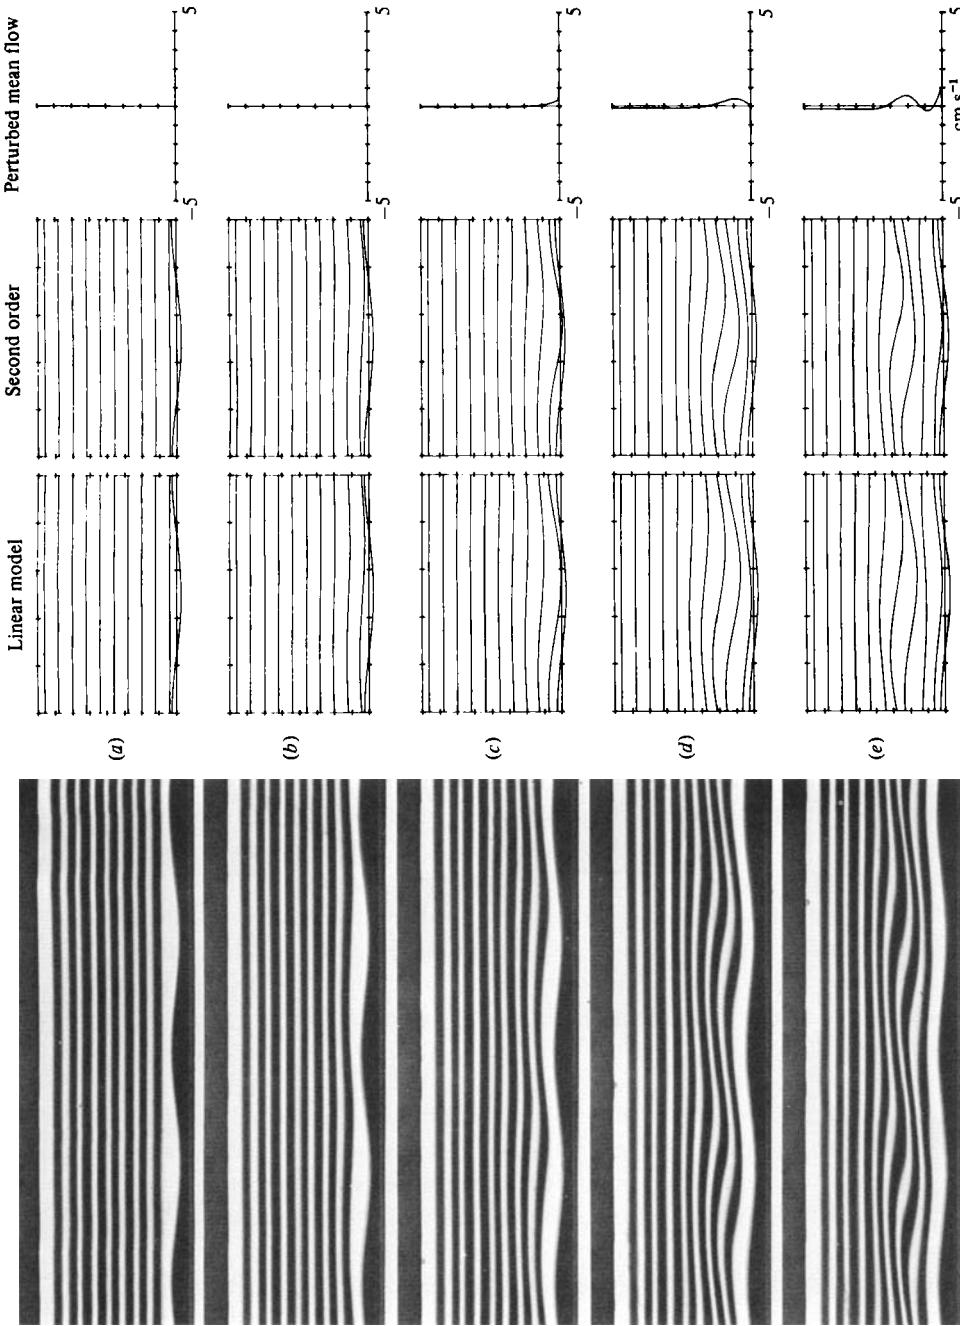 Linear model
Second order
Perturbed mean flow
(a)
−5
5
(b)
−5
5
(c)
−5
5
(d)
−5
5
(e)
−5
5
cm s⁻¹